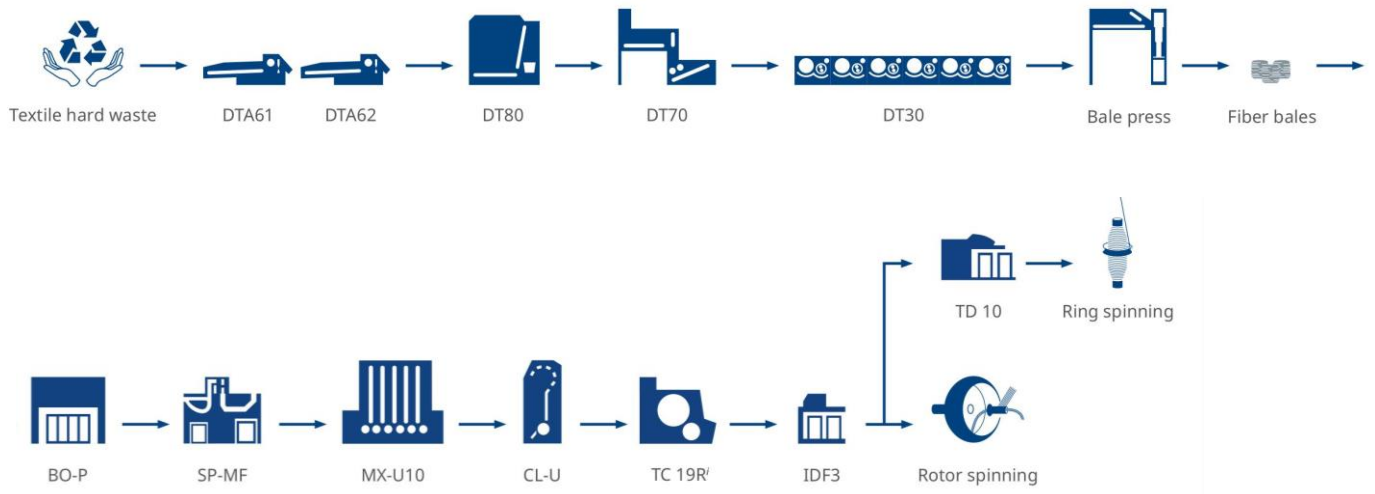 Textile hard waste
DTA61
DTA62
DT80
DT70
DT30
Bale press
Fiber bales
TD 10
Ring spinning
BO-P
SP-MF
MX-U10
CL-U
TC 19Rⁱ
IDF3
Rotor spinning